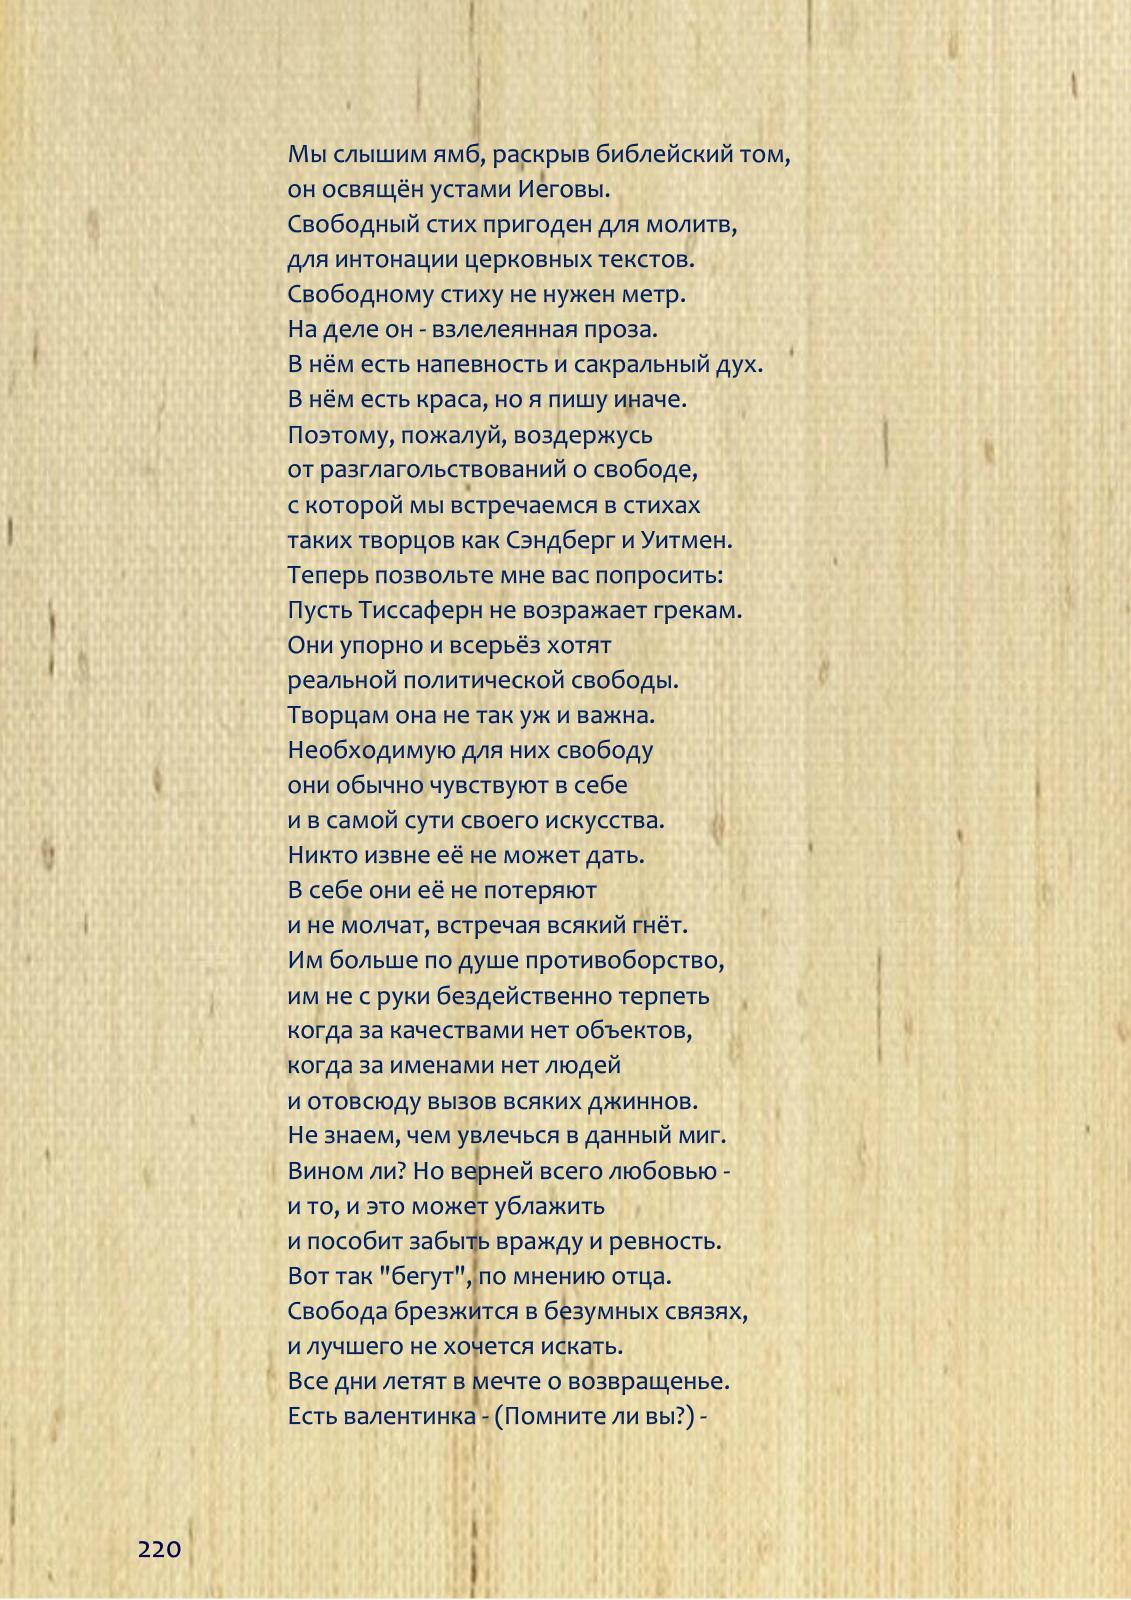 Мы слышим ямб, раскрыв библейский том,
он освящён устами Иеговы.
Свободный стих пригоден для молитв,
для интонации церковных текстов.
Свободному стиху не нужен метр.
На деле он - взлелеянная проза.
В нём есть напевность и сакральный дух.
В нём есть краса, но я пишу иначе.
Поэтому, пожалуй, воздержусь
от разглагольствований о свободе,
с которой мы встречаемся в стихах
таких творцов как Сэндберг и Уитмен.
Теперь позвольте мне вас попросить:
Пусть Тиссаферн не возражает грекам.
Они упорно и всерьёз хотят
реальной политической свободы.
Творцам она не так уж и важна.
Необходимую для них свободу
они обычно чувствуют в себе
и в самой сути своего искусства.
Никто извне её не может дать.
В себе они её не потеряют
и не молчат, встречая всякий гнёт.
Им больше по душе противоборство,
им не с руки бездейственно терпеть
когда за качествами нет объектов,
когда за именами нет людей
и отовсюду вызов всяких джиннов.
Не знаем, чем увлечься в данный миг.
Вином ли? Но верней всего любовью -
и то, и это может ублажить
и пособит забыть вражду и ревность.
Вот так "бегут", по мнению отца.
Свобода брезжится в безумных связях,
и лучшего не хочется искать.
Все дни летят в мечте о возвращенье.
Есть валентинка - (Помните ли вы?) -
220